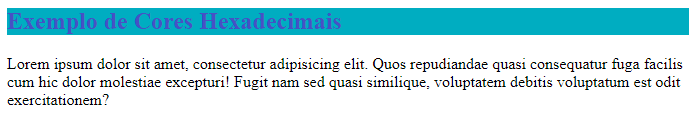 Exemplo de Cores Hexadecimais
Lorem ipsum dolor sit amet, consectetur adipisicing elit. Quos repudiandae quasi consequatur fuga facilis
cum hic dolor molestiae excepturi! Fugit nam sed quasi similique, voluptatem debitis voluptatum est odit
exercitationem?